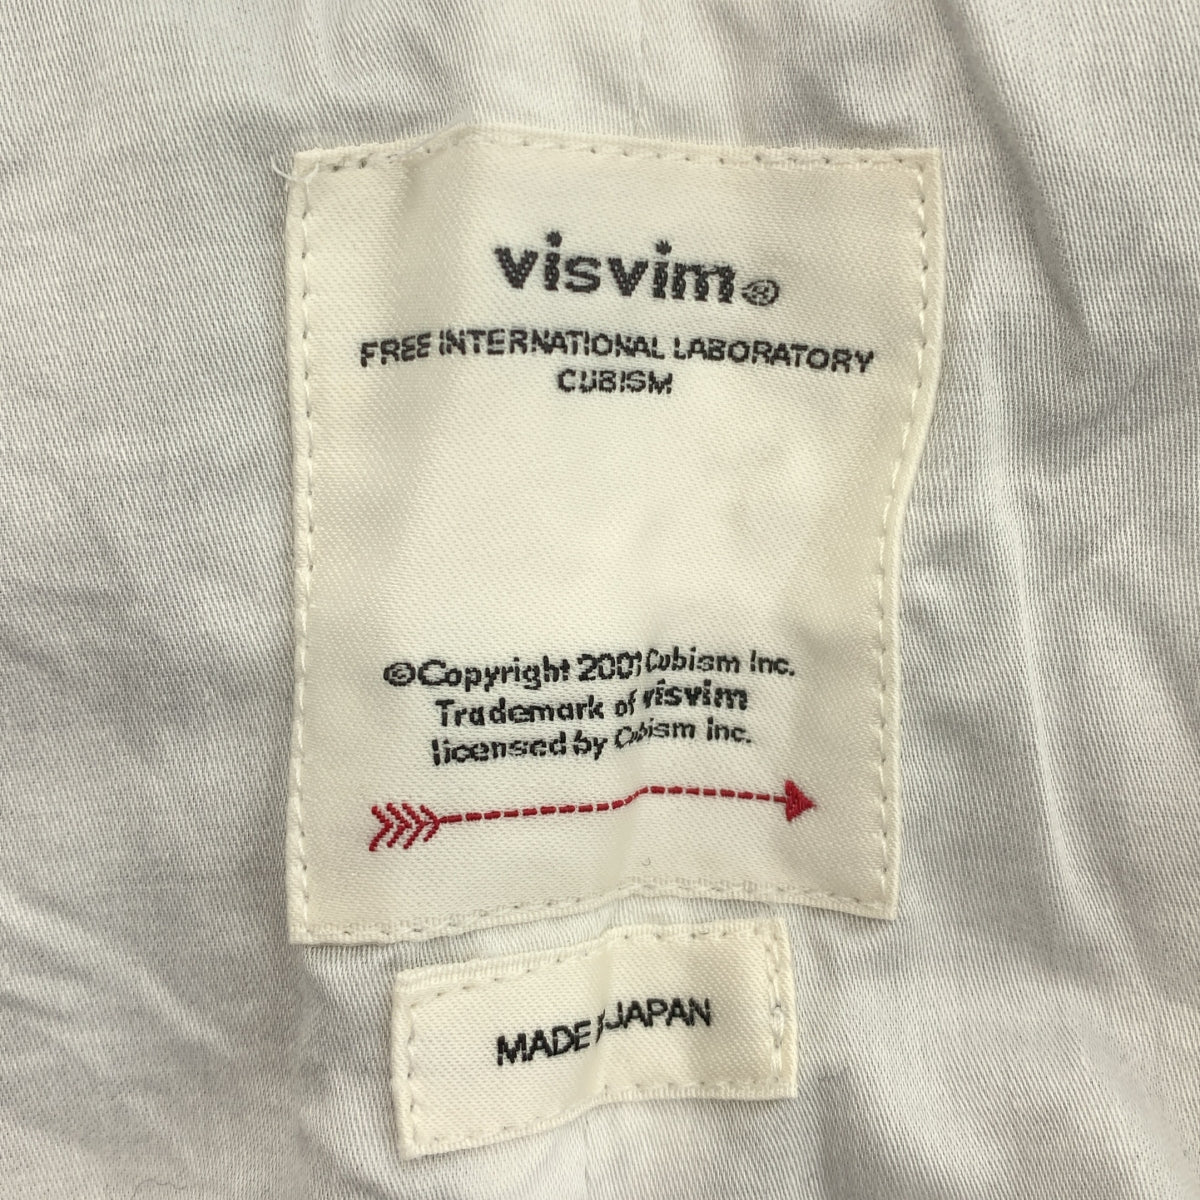 visvim®
FREE INTERNATIONAL LABORATORY
CUBISM
©Copyright 2001 Cubism Inc.
Trademark of visvim
licensed by Cubism Inc.
MADE JAPAN